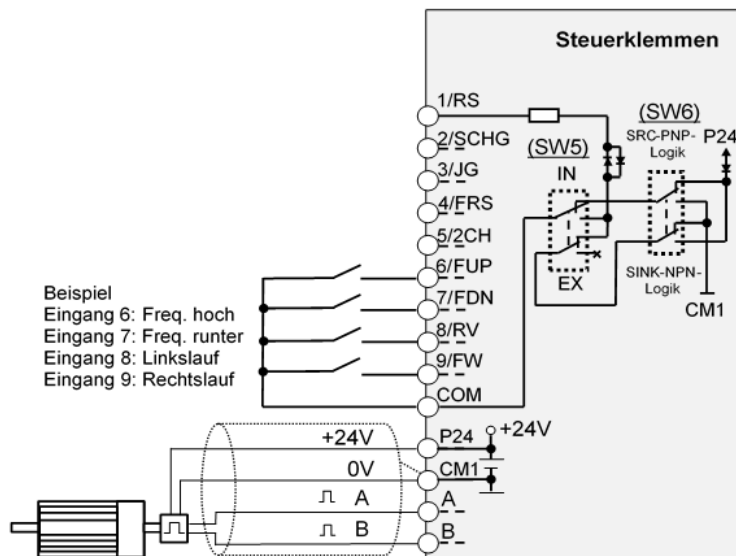 Steuerklemmen
1/RS
2/SCHG
3/JG
4/FRS
5/2CH
6/FUP
7/FDN
8/RV
9/FW
COM
P24
CM1
A
B
(SW5)
IN
EX
(SW6)
SRC-PNP-
Logik
P24
SINK-NPN-
Logik
CM1
+24V
Beispiel
Eingang 6: Freq. hoch
Eingang 7: Freq. runter
Eingang 8: Linkslauf
Eingang 9: Rechtslauf
+24V
0V
A
B